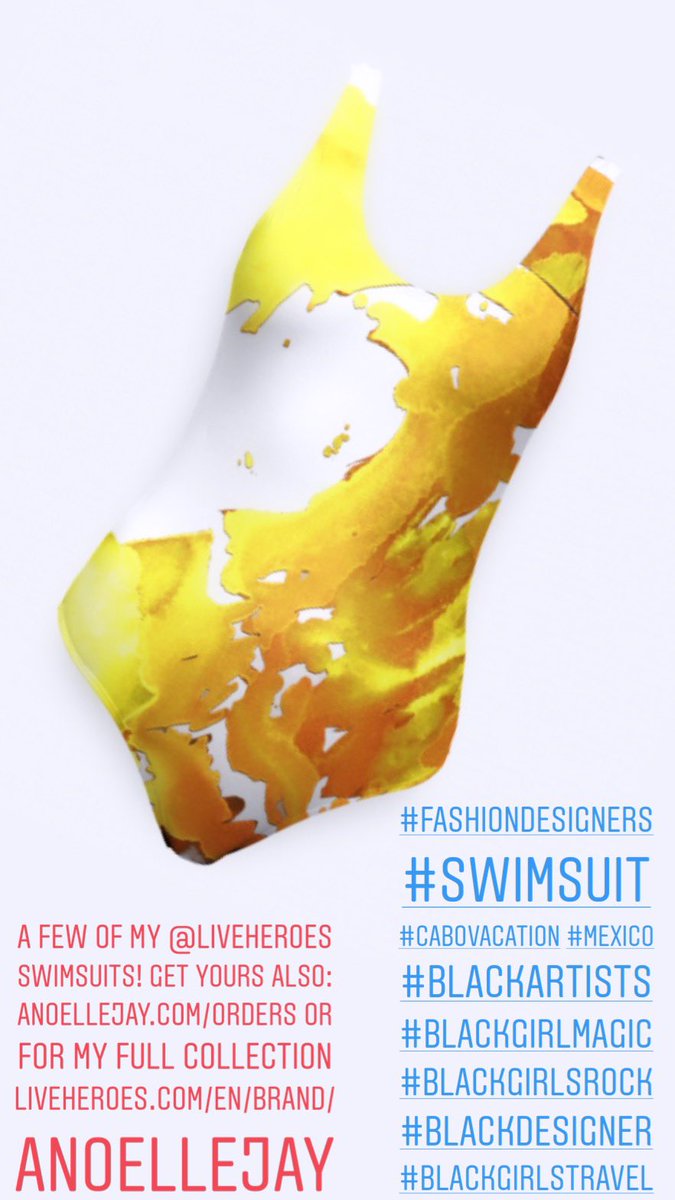 A FEW OF MY @LIVEHEROES
SWIMSUITS! GET YOURS ALSO:
ANOELLEJAY.COM/ORDERS OR
FOR MY FULL COLLECTION
LIVEHEROES.COM/EN/BRAND/
ANOELLEJAY
#FASHIONDESIGNERS
#SWIMSUIT
#CABOVACATION #MEXICO
#BLACKARTISTS
#BLACKGIRLMAGIC
#BLACKGIRLSROCK
#BLACKDESIGNER
#BLACKGIRLSTRAVEL